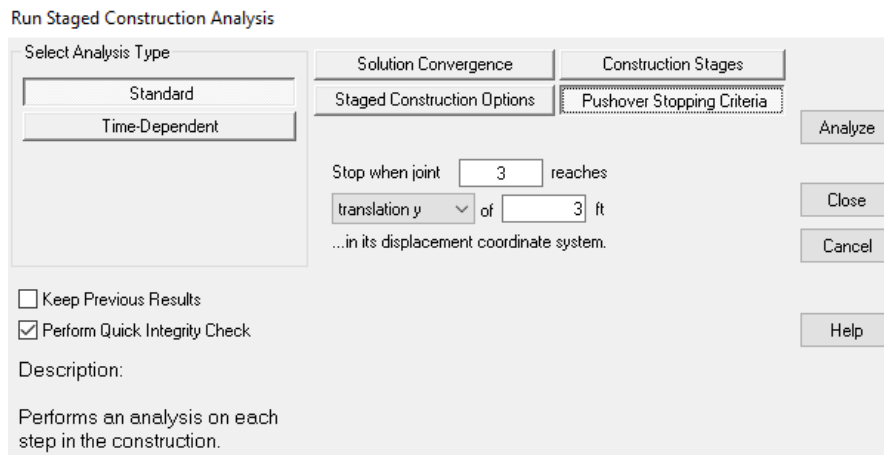 Run Staged Construction Analysis
Select Analysis Type
Standard
Time-Dependent
Solution Convergence
Construction Stages
Staged Construction Options
Pushover Stopping Criteria
Stop when joint 3 reaches
translation y of 3 ft
...in its displacement coordinate system.
Analyze
Close
Cancel
Help
Keep Previous Results
Perform Quick Integrity Check
Description:
Performs an analysis on each
step in the construction.